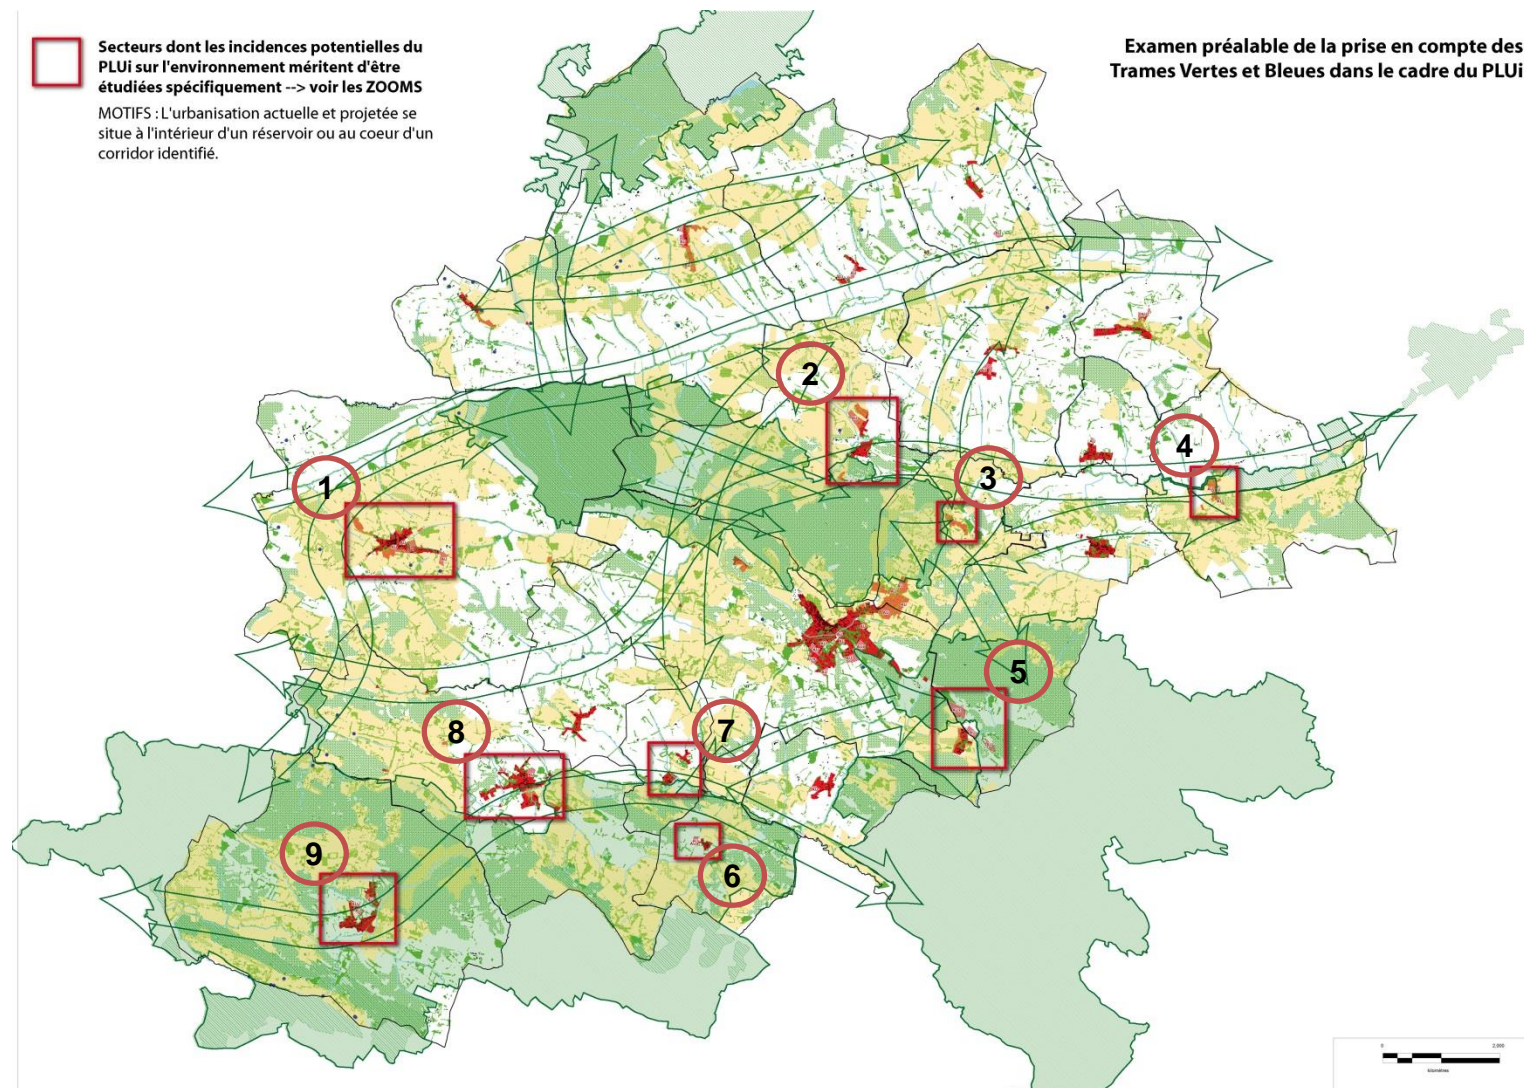 Secteurs dont les incidences potentielles du
PLUi sur l'environnement méritent d'être
étudiées spécifiquement --> voir les ZOOMS
MOTIFS : L'urbanisation actuelle et projetée se
situe à l'intérieur d'un réservoir ou au coeur d'un
corridor identifié.
Examen préalable de la prise en compte des
Trames Vertes et Bleues dans le cadre du PLUi
2
4
3
1
5
8
7
9
6
0
kilomètres